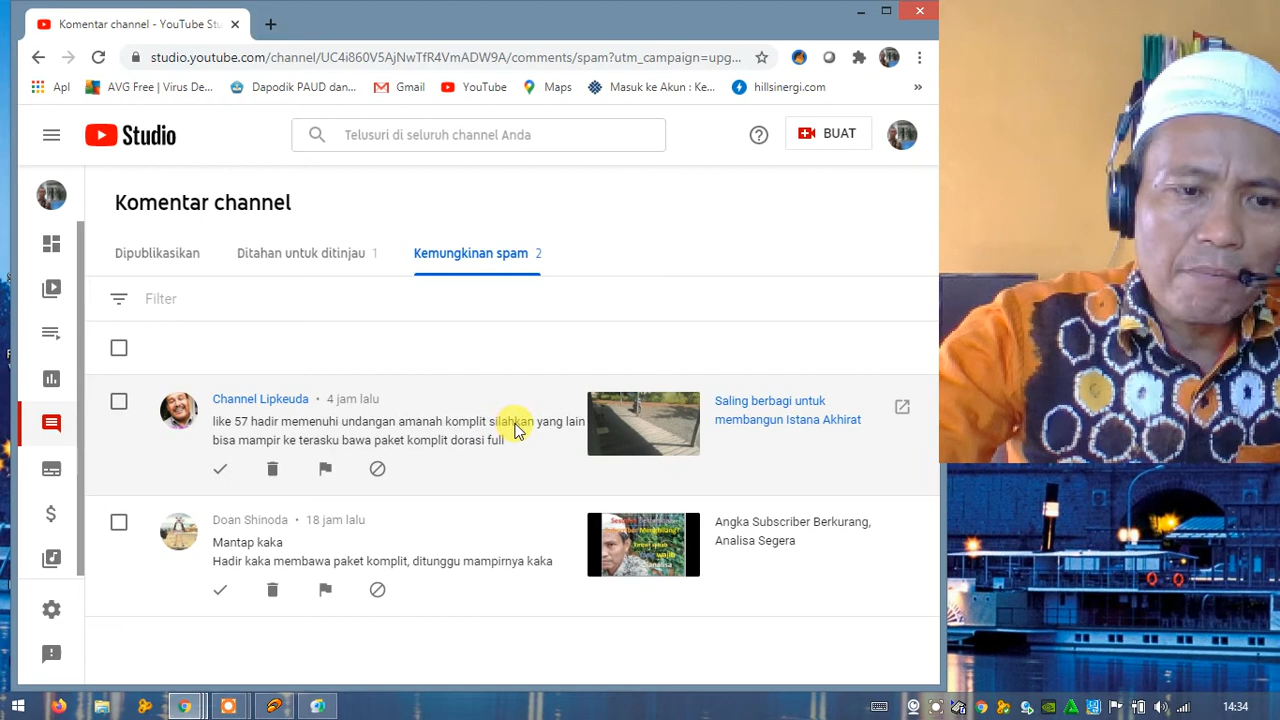 Komentar channel - YouTube Stu
studio.youtube.com/channel/UC4i860V5AjNwTfR4VmADW9A/comments/spam?utm_campaign=upg...
Apl
AVG Free | Virus De...
Dapodik PAUD dan...
Gmail
YouTube
Maps
Masuk ke Akun : Ke...
hillsinergi.com
Studio
Telusuri di seluruh channel Anda
BUAT
Komentar channel
Dipublikasikan
Ditahan untuk ditinjau 1
Kemungkinan spam 2
Filter
Channel Lipkeuda • 4 jam lalu
like 57 hadir memenuhi undangan amanah komplit silahkan yang lain
bisa mampir ke terasku bawa paket komplit dorasi full
Saling berbagi untuk
membangun Istana Akhirat
Doan Shinoda • 18 jam lalu
Mantap kaka
Hadir kaka membawa paket komplit, ditunggu mampirnya kaka
Angka Subscriber Berkurang,
Analisa Segera
14:34